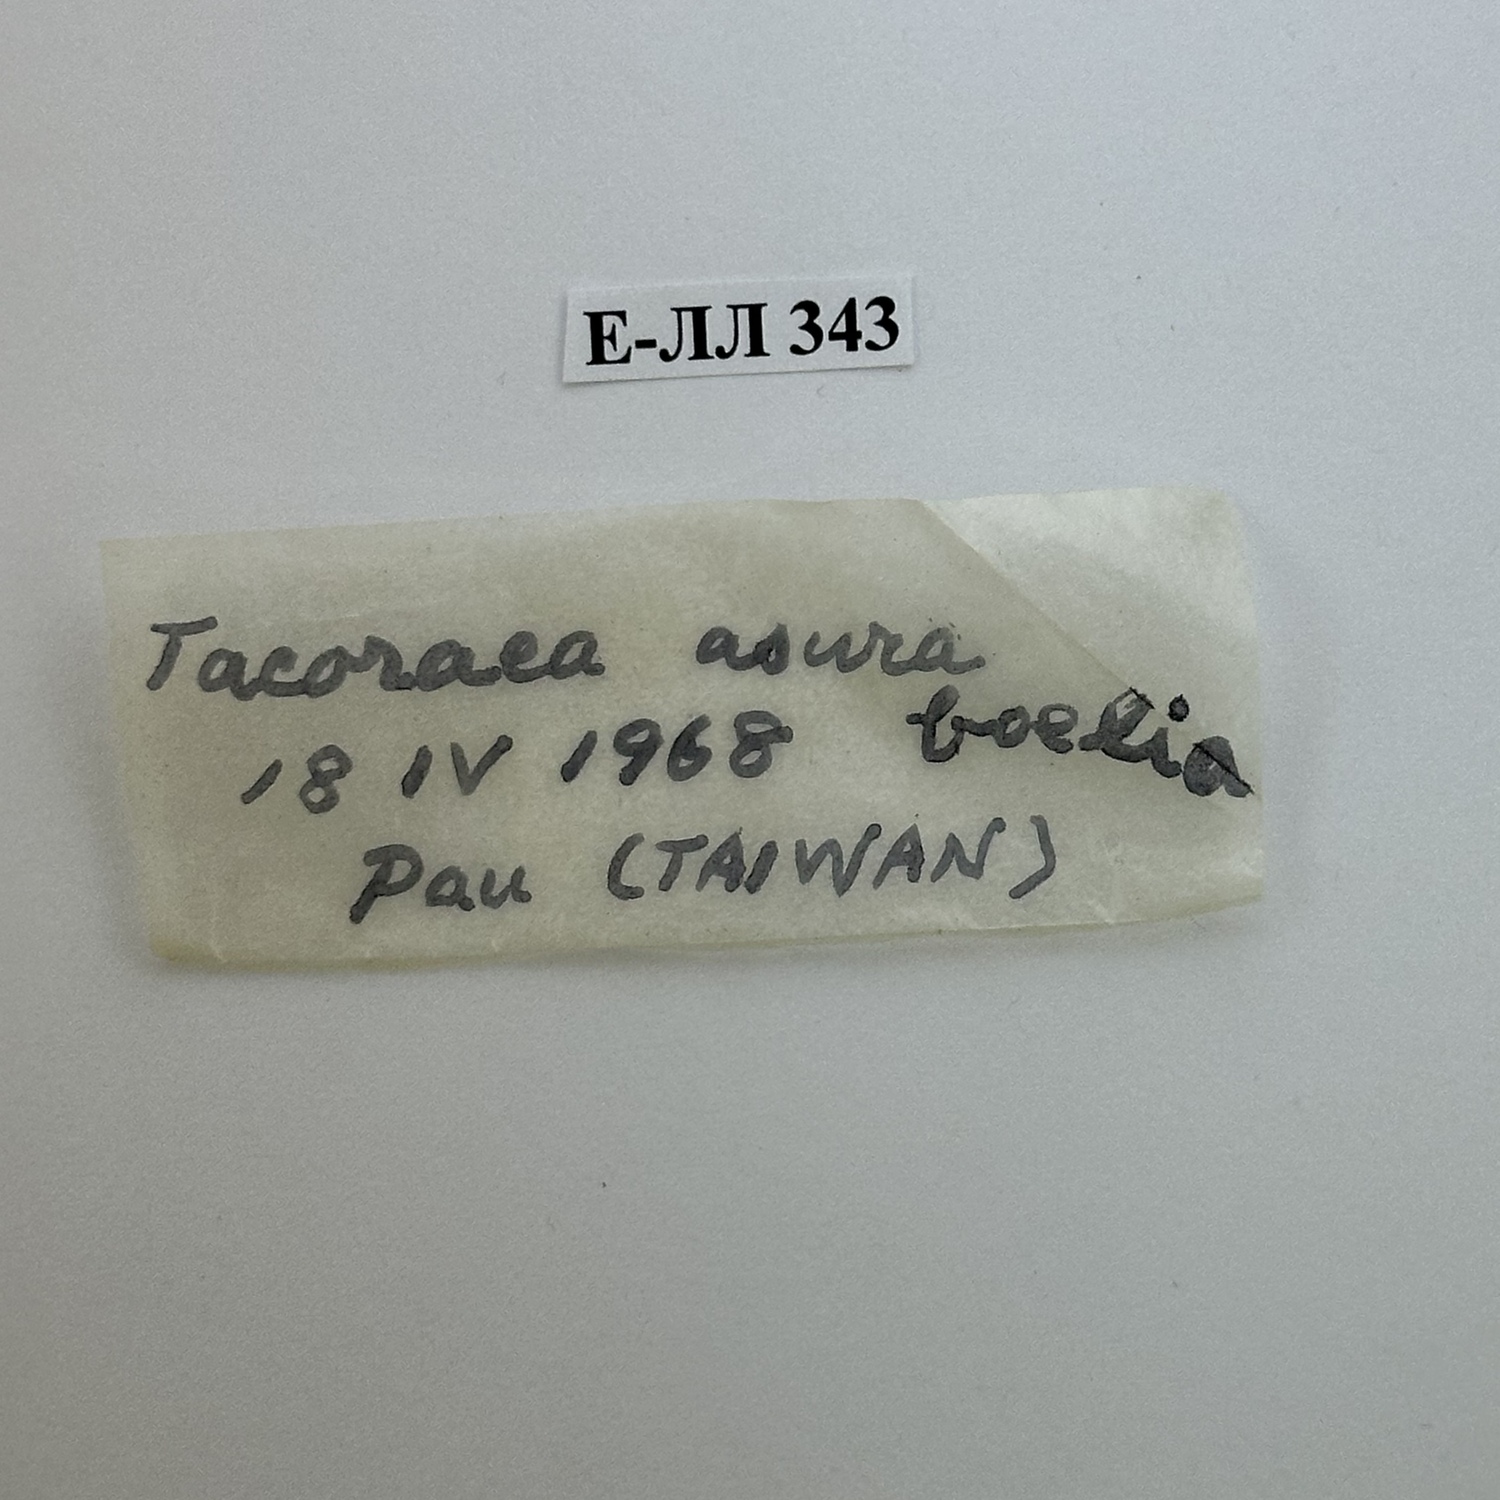 Е-ЛЛ 343
Tacoraea asura
boelia
18 IV 1968
Pau (TAIWAN)